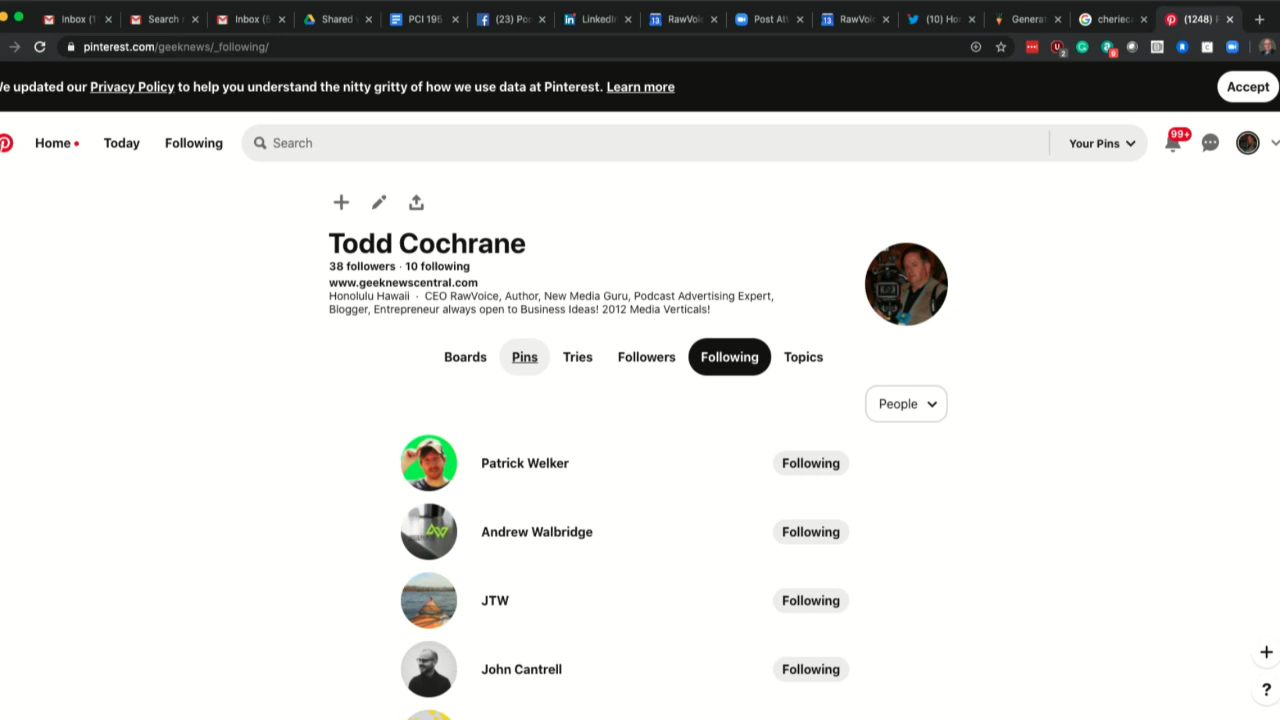 Inbox (1
Search
Inbox (
Shared
PCI 195
(23) Po
LinkedIn
RawVoi
Post At
RawVoi
(10) Ho
Genera
cheriec
(1248)
pinterest.com/geeknews/_following/
e updated our Privacy Policy to help you understand the nitty gritty of how we use data at Pinterest. Learn more
Accept
Home
Today
Following
Search
Your Pins
99+
Todd Cochrane
38 followers · 10 following
www.geeknewscentral.com
Honolulu Hawaii · CEO RawVoice, Author, New Media Guru, Podcast Advertising Expert,
Blogger, Entrepreneur always open to Business Ideas! 2012 Media Verticals!
Boards
Pins
Tries
Followers
Following
Topics
People
Patrick Welker
Following
Andrew Walbridge
Following
JTW
Following
John Cantrell
Following
+
?